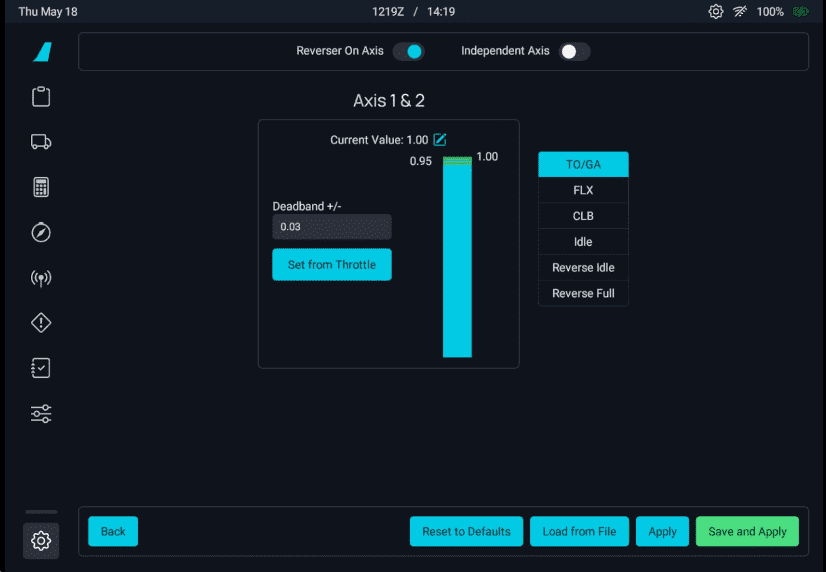 Thu May 18
1219Z / 14:19
100%
Reverser On Axis
Independent Axis
Axis 1 & 2
Current Value: 1.00
0.95
1.00
Deadband +/-
0.03
Set from Throttle
TO/GA
FLX
CLB
Idle
Reverse Idle
Reverse Full
Back
Reset to Defaults
Load from File
Apply
Save and Apply